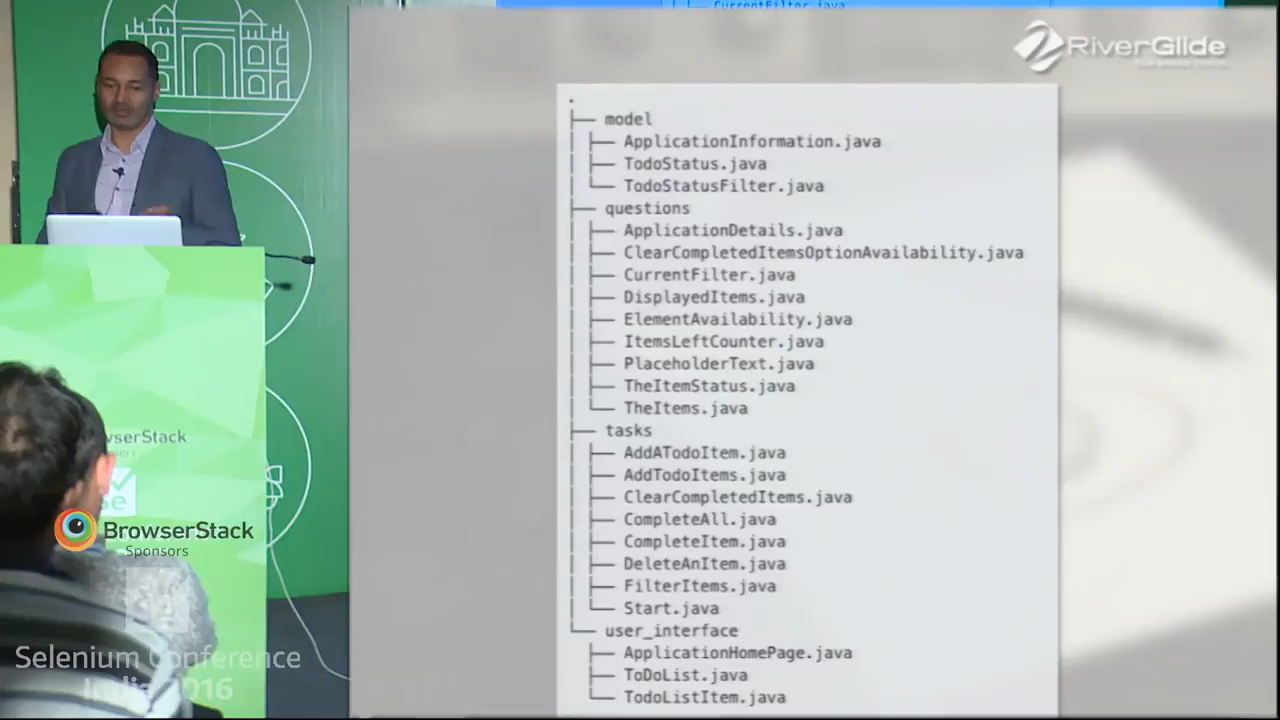 CurrentFilter.java
RiverGlide
.
├── model
│ ├── ApplicationInformation.java
│ ├── TodoStatus.java
│ └── TodoStatusFilter.java
├── questions
│ ├── ApplicationDetails.java
│ ├── ClearCompletedItemsOptionAvailability.java
│ ├── CurrentFilter.java
│ ├── DisplayedItems.java
│ ├── ElementAvailability.java
│ ├── ItemsLeftCounter.java
│ ├── PlaceholderText.java
│ ├── TheItemStatus.java
│ └── TheItems.java
├── tasks
│ ├── AddATodoItem.java
│ ├── AddTodoItems.java
│ ├── ClearCompletedItems.java
│ ├── CompleteAll.java
│ ├── CompleteItem.java
│ ├── DeleteAnItem.java
│ ├── FilterItems.java
│ └── Start.java
└── user_interface
├── ApplicationHomePage.java
├── ToDoList.java
└── TodoListItem.java
wserStack
Se
BrowserStack
Sponsors
Selenium Conference
India 2016